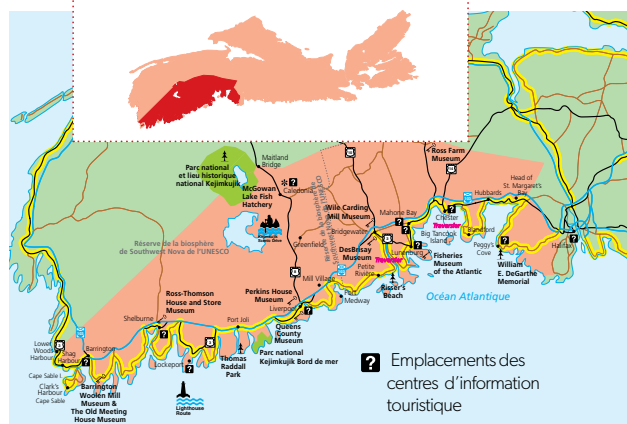 Ross Farm
Museum
Parc national
et lieu historique
national Kejimkujik
Maitland
Bridge
McGowan
Lake Fish
Hatchery
Caledonia
Kejimkujik
Scenic Drive
Greenfield
Réserve de la biosphère
de Southwest Nova de l'UNESCO
Wile Carding
Mill Museum
Bridgewater
Mahone Bay
DesBrisay
Museum
Lunenburg
Chester
Traversier
Big Tancook
Island
Blandford
Hubbards
Head of
St. Margaret's
Bay
Peggy's
Cove
Halifax
William
E. DeGarthe
Memorial
Fisheries
Museum
of the Atlantic
Traversier
Petite
Rivière
Risser's
Beach
Mill Village
Port
Medway
Océan Atlantique
Perkins House
Museum
Liverpool
Queens
County
Museum
Ross-Thomson
House and Store
Museum
Shelburne
Port Joli
Parc national
Kejimkujik Bord de mer
Thomas
Raddall
Park
Lockeport
Lighthouse
Route
Lower
Woods
Harbour
Shag
Harbour
Barrington
Cape Sable I.
Clark's
Harbour
Cape Sable
Barrington
Woolen Mill
Museum &
The Old Meeting
House Museum
? Emplacements des
centres d'information
touristique